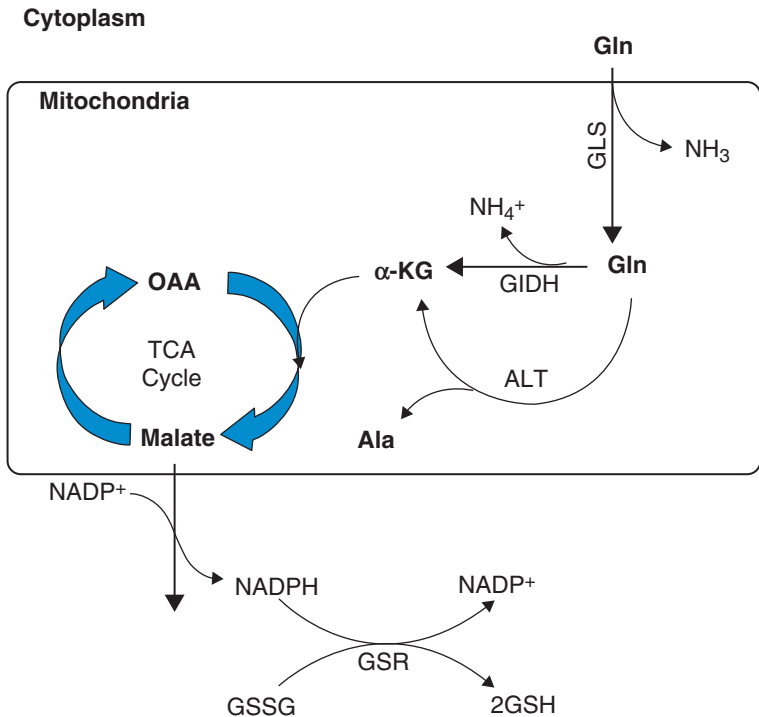 Cytoplasm
Gln
Mitochondria
GLS
NH₃
NH₄⁺
OAA
α-KG
GIDH
Gln
TCA
Cycle
ALT
Malate
Ala
NADP⁺
NADPH
NADP⁺
GSR
GSSG
2GSH